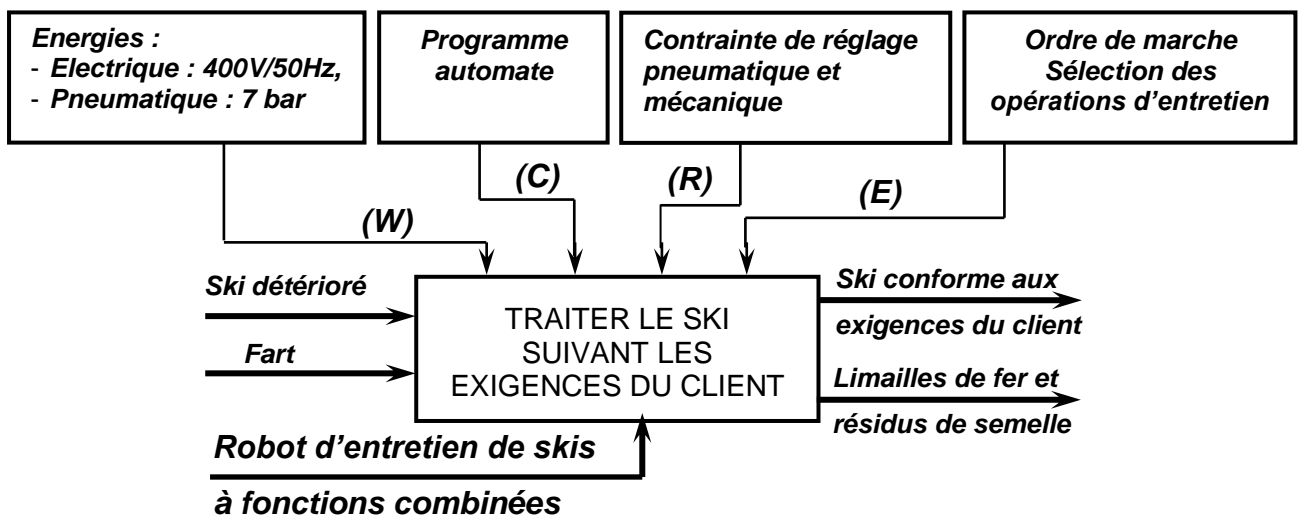 Energies :
- Electrique : 400V/50Hz,
- Pneumatique : 7 bar
Programme
automate
Contrainte de réglage
pneumatique et
mécanique
Ordre de marche
Sélection des
opérations d'entretien
(W)
(C)
(R)
(E)
Ski détérioré
Fart
TRAITER LE SKI
SUIVANT LES
EXIGENCES DU CLIENT
Ski conforme aux
exigences du client
Limailles de fer et
résidus de semelle
Robot d'entretien de skis
à fonctions combinées